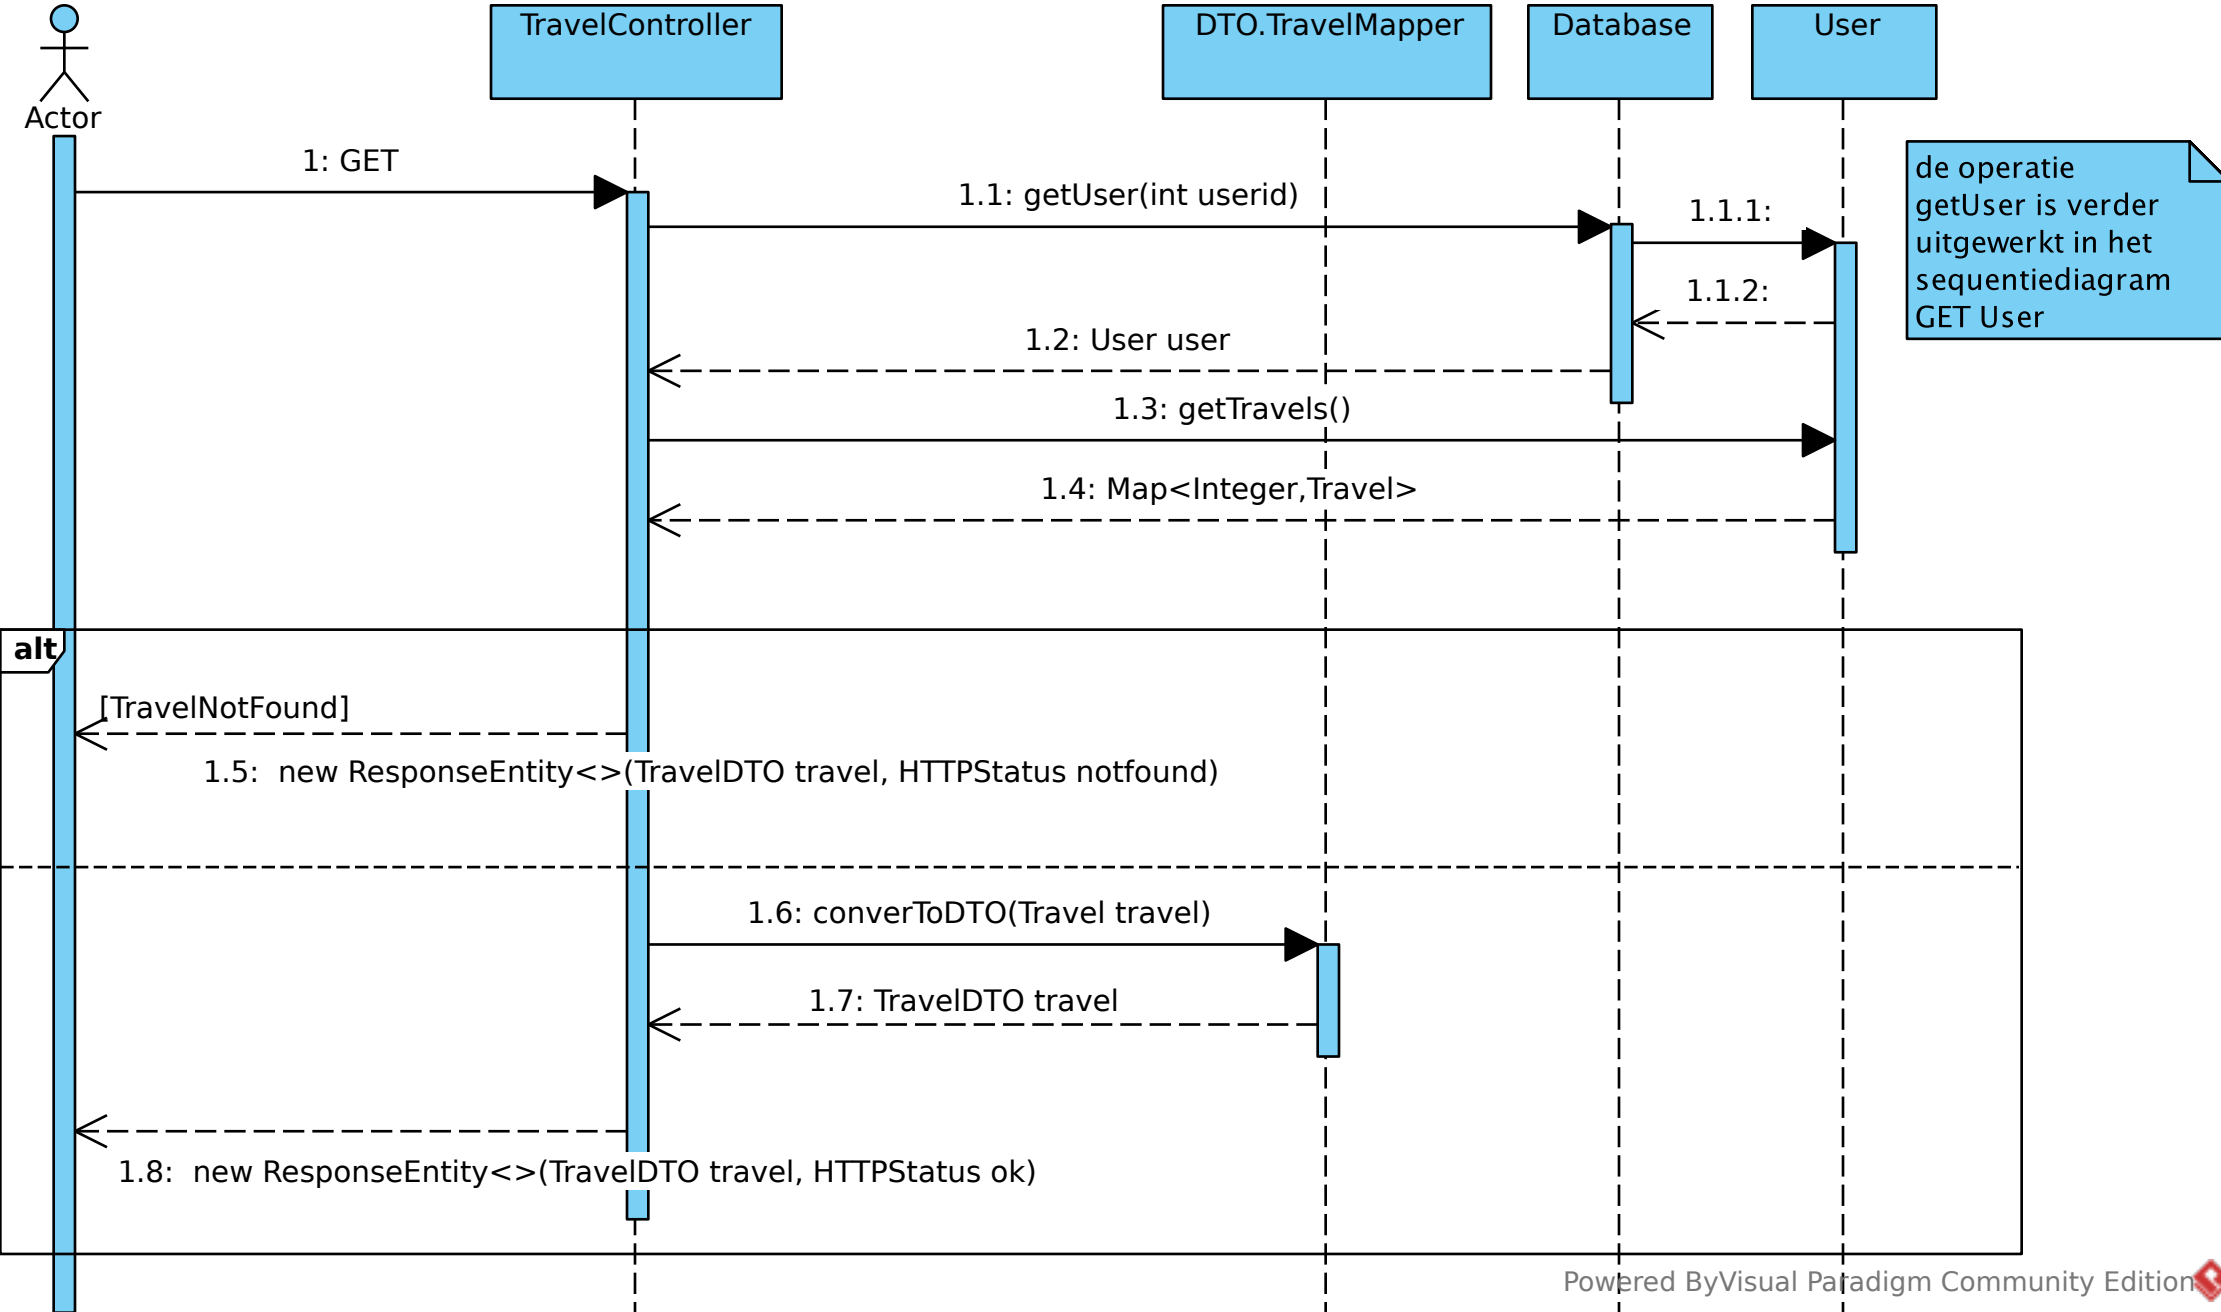 Actor
TravelController
DTO.TravelMapper
Database
User
1: GET
1.1: getUser(int userid)
1.1.1:
de operatie
getUser is verder
uitgewerkt in het
sequentiediagram
GET User
1.1.2:
1.2: User user
1.3: getTravels()
1.4: Map<Integer,Travel>
alt
[TravelNotFound]
1.5:  new ResponseEntity<>(TravelDTO travel, HTTPStatus notfound)
1.6: converToDTO(Travel travel)
1.7: TravelDTO travel
1.8:  new ResponseEntity<>(TravelDTO travel, HTTPStatus ok)
Powered ByVisual Paradigm Community Edition